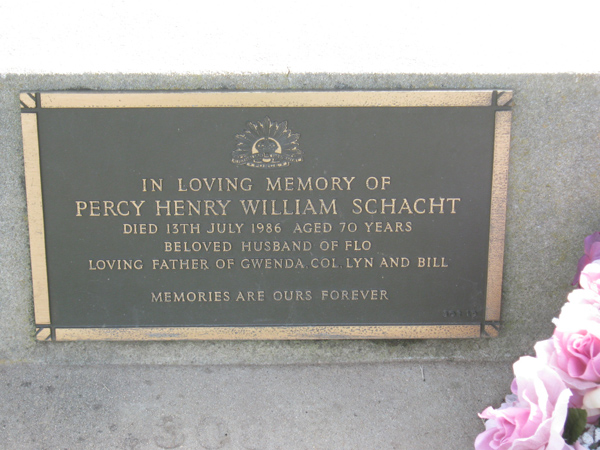 IN LOVING MEMORY OF
PERCY HENRY WILLIAM SCHACHT
DIED 13TH JULY 1986 AGED 70 YEARS
BELOVED HUSBAND OF FLO
LOVING FATHER OF GWENDA, COL, LYN AND BILL
MEMORIES ARE OURS FOREVER